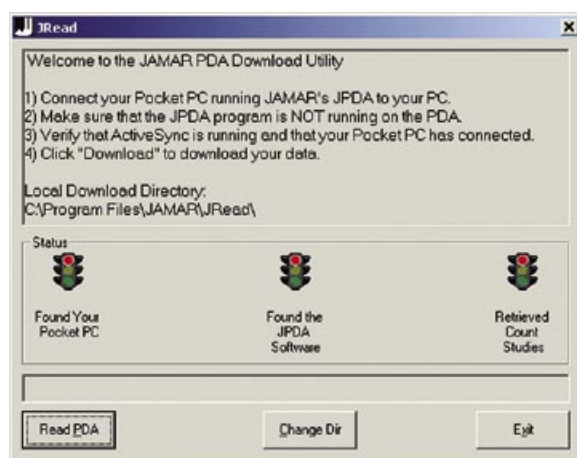 JRead
Welcome to the JAMAR PDA Download Utility
1) Connect your Pocket PC running JAMAR's JPDA to your PC.
2) Make sure that the JPDA program is NOT running on the PDA.
3) Verify that ActiveSync is running and that your Pocket PC has connected.
4) Click "Download" to download your data.
Local Download Directory:
C:\Program Files\JAMAR\JRead\
Status
Found Your
Pocket PC
Found the
JPDA
Software
Retrieved
Count
Studies
Read PDA
Change Dir
Exit